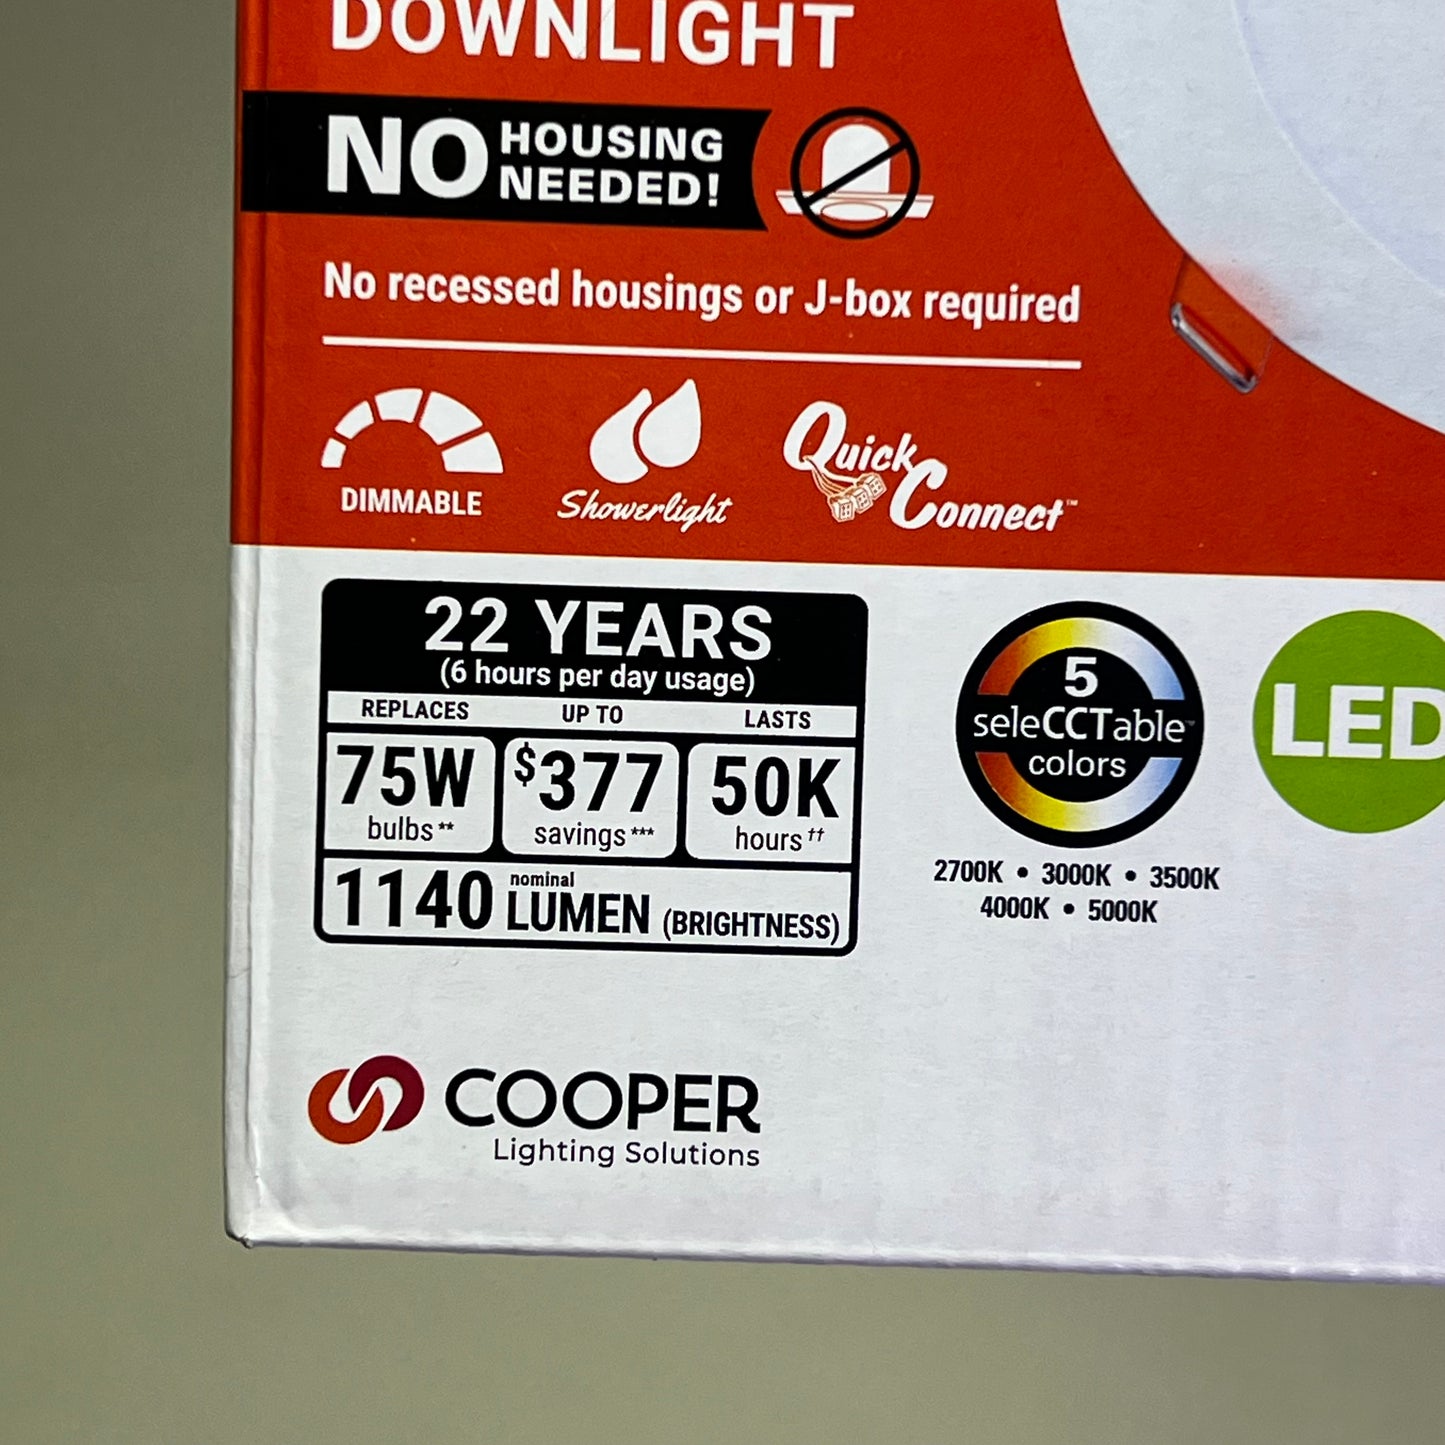 DOWNLIGHT
NO HOUSING
NEEDED!
No recessed housings or J-box required
DIMMABLE
Showerlight
Quick Connect™
22 YEARS
(6 hours per day usage)
REPLACES UP TO LASTS
75W $377 50K
bulbs** savings*** hours††
1140 nominal LUMEN (BRIGHTNESS)
5
seleCCTable™
colors
2700K • 3000K • 3500K
4000K • 5000K
LED
COOPER
Lighting Solutions